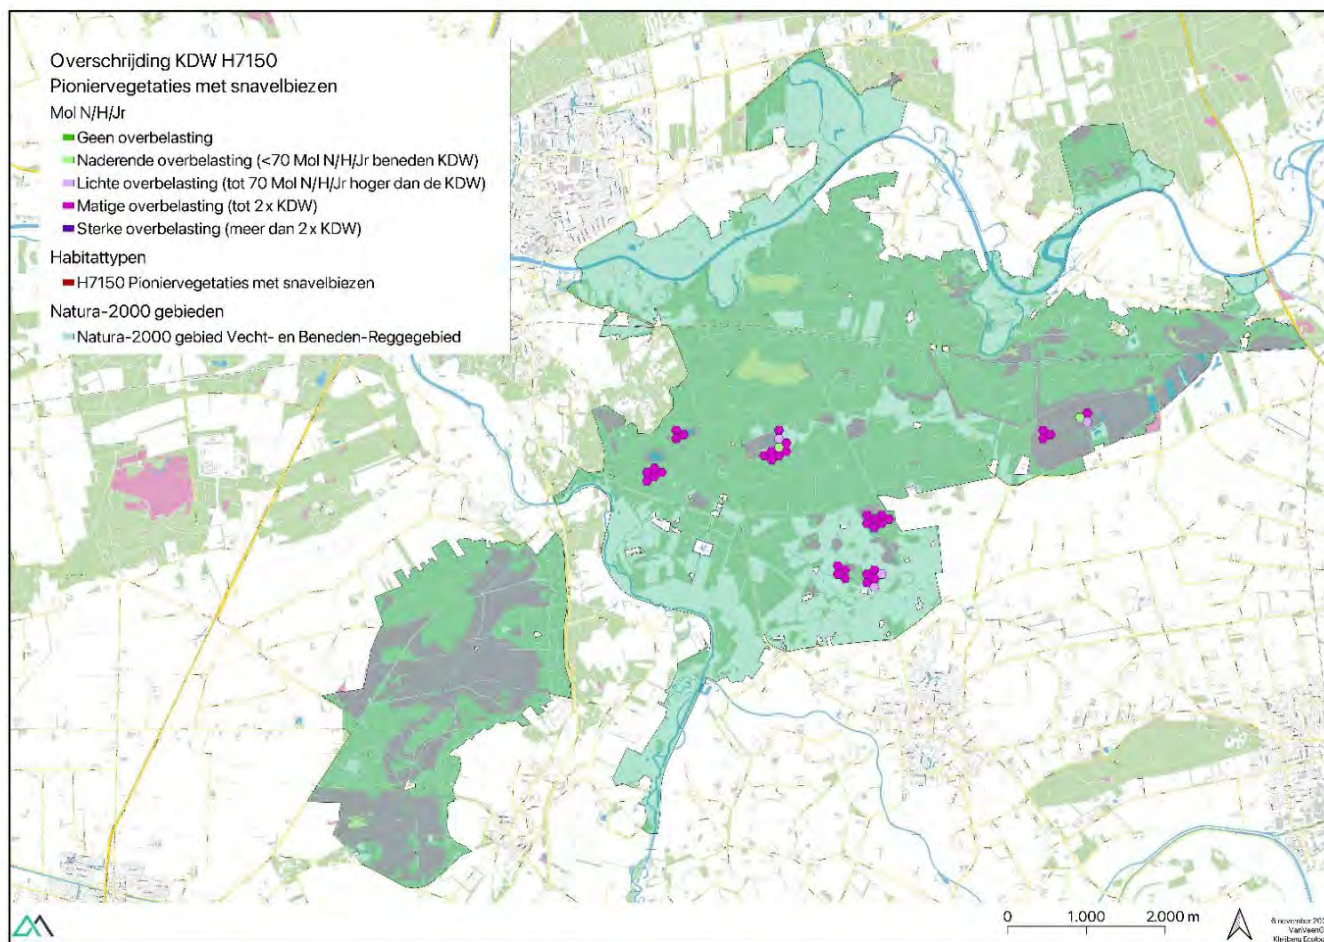 Overschrijding KDW H7150
Pioniervegetaties met snavelbiezen
Mol N/H/Jr
Geen overbelasting
Naderende overbelasting (<70 Mol N/H/Jr beneden KDW)
Lichte overbelasting (tot 70 Mol N/H/Jr hoger dan de KDW)
Matige overbelasting (tot 2 x KDW)
Sterke overbelasting (meer dan 2 x KDW)
Habitattypen
H7150 Pioniervegetaties met snavelbiezen
Natura-2000 gebieden
Natura-2000 gebied Vecht- en Beneden-Reggegebied
0 1.000 2.000 m
6 november